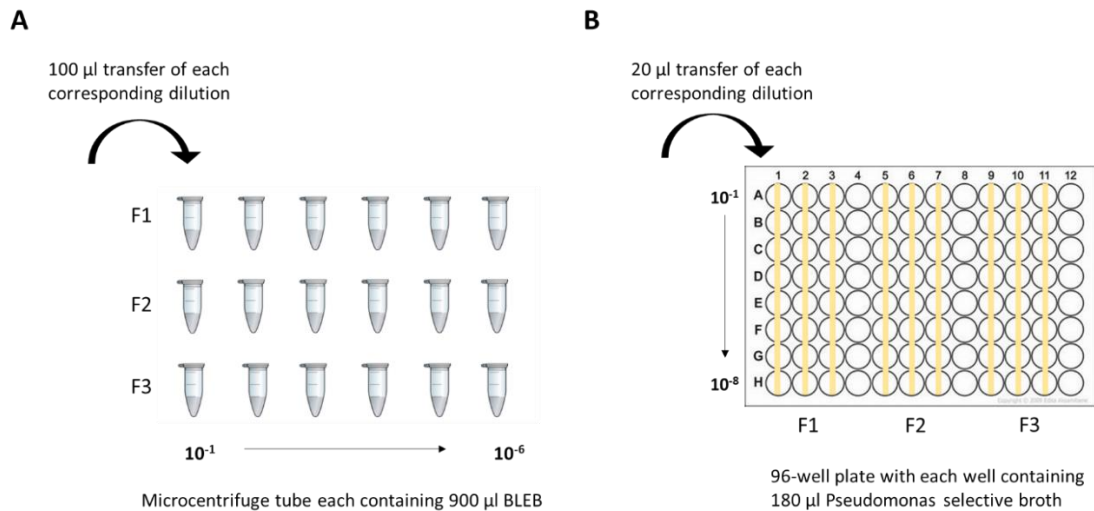 A
100 µl transfer of each
corresponding dilution
F1
F2
F3
10-1
10-6
Microcentrifuge tube each containing 900 µl BLEB
B
20 µl transfer of each
corresponding dilution
1 2 3 4 5 6 7 8 9 10 11 12
10-1
A
B
C
D
E
F
G
10-8
H
F1 F2 F3
96-well plate with each well containing
180 µl Pseudomonas selective broth